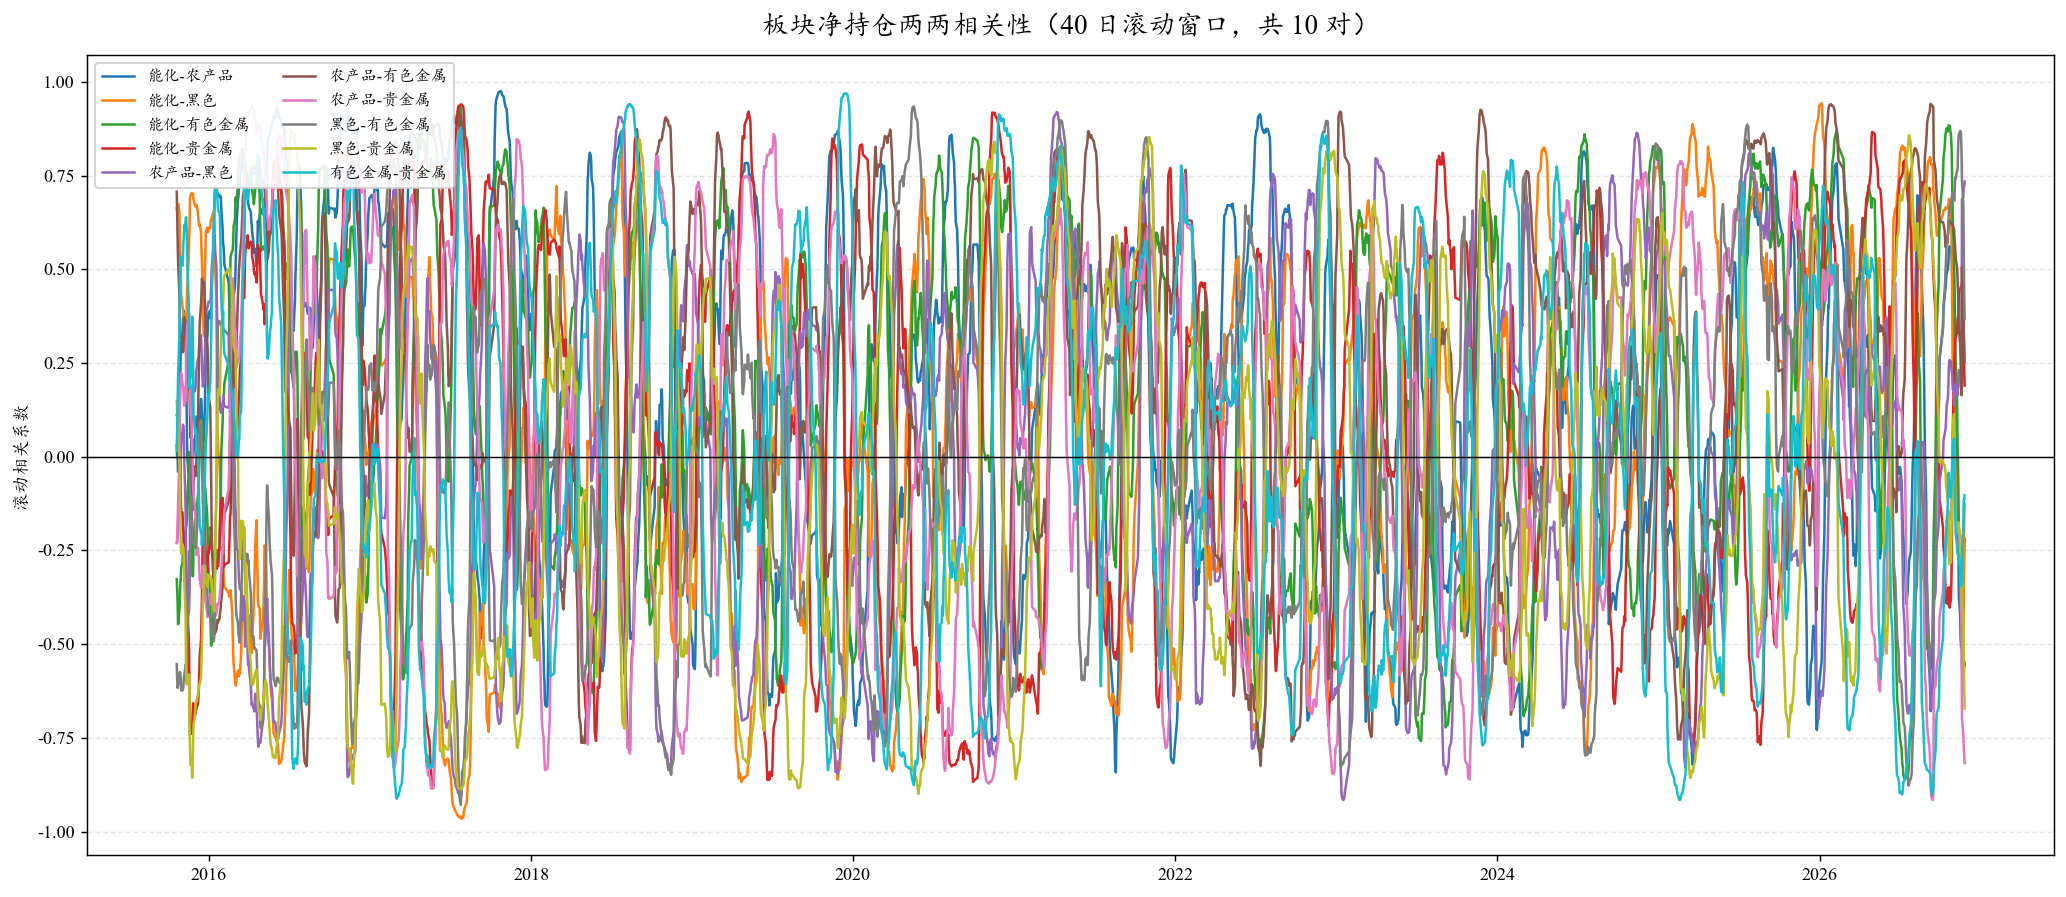 板块净持仓两两相关性（40 日滚动窗口，共 10 对）
能化-农产品
能化-黑色
能化-有色金属
能化-贵金属
农产品-黑色
农产品-有色金属
农产品-贵金属
黑色-有色金属
黑色-贵金属
有色金属-贵金属
滚动相关系数
1.00
0.75
0.50
0.25
0.00
-0.25
-0.50
-0.75
-1.00
2016 2018 2020 2022 2024 2026